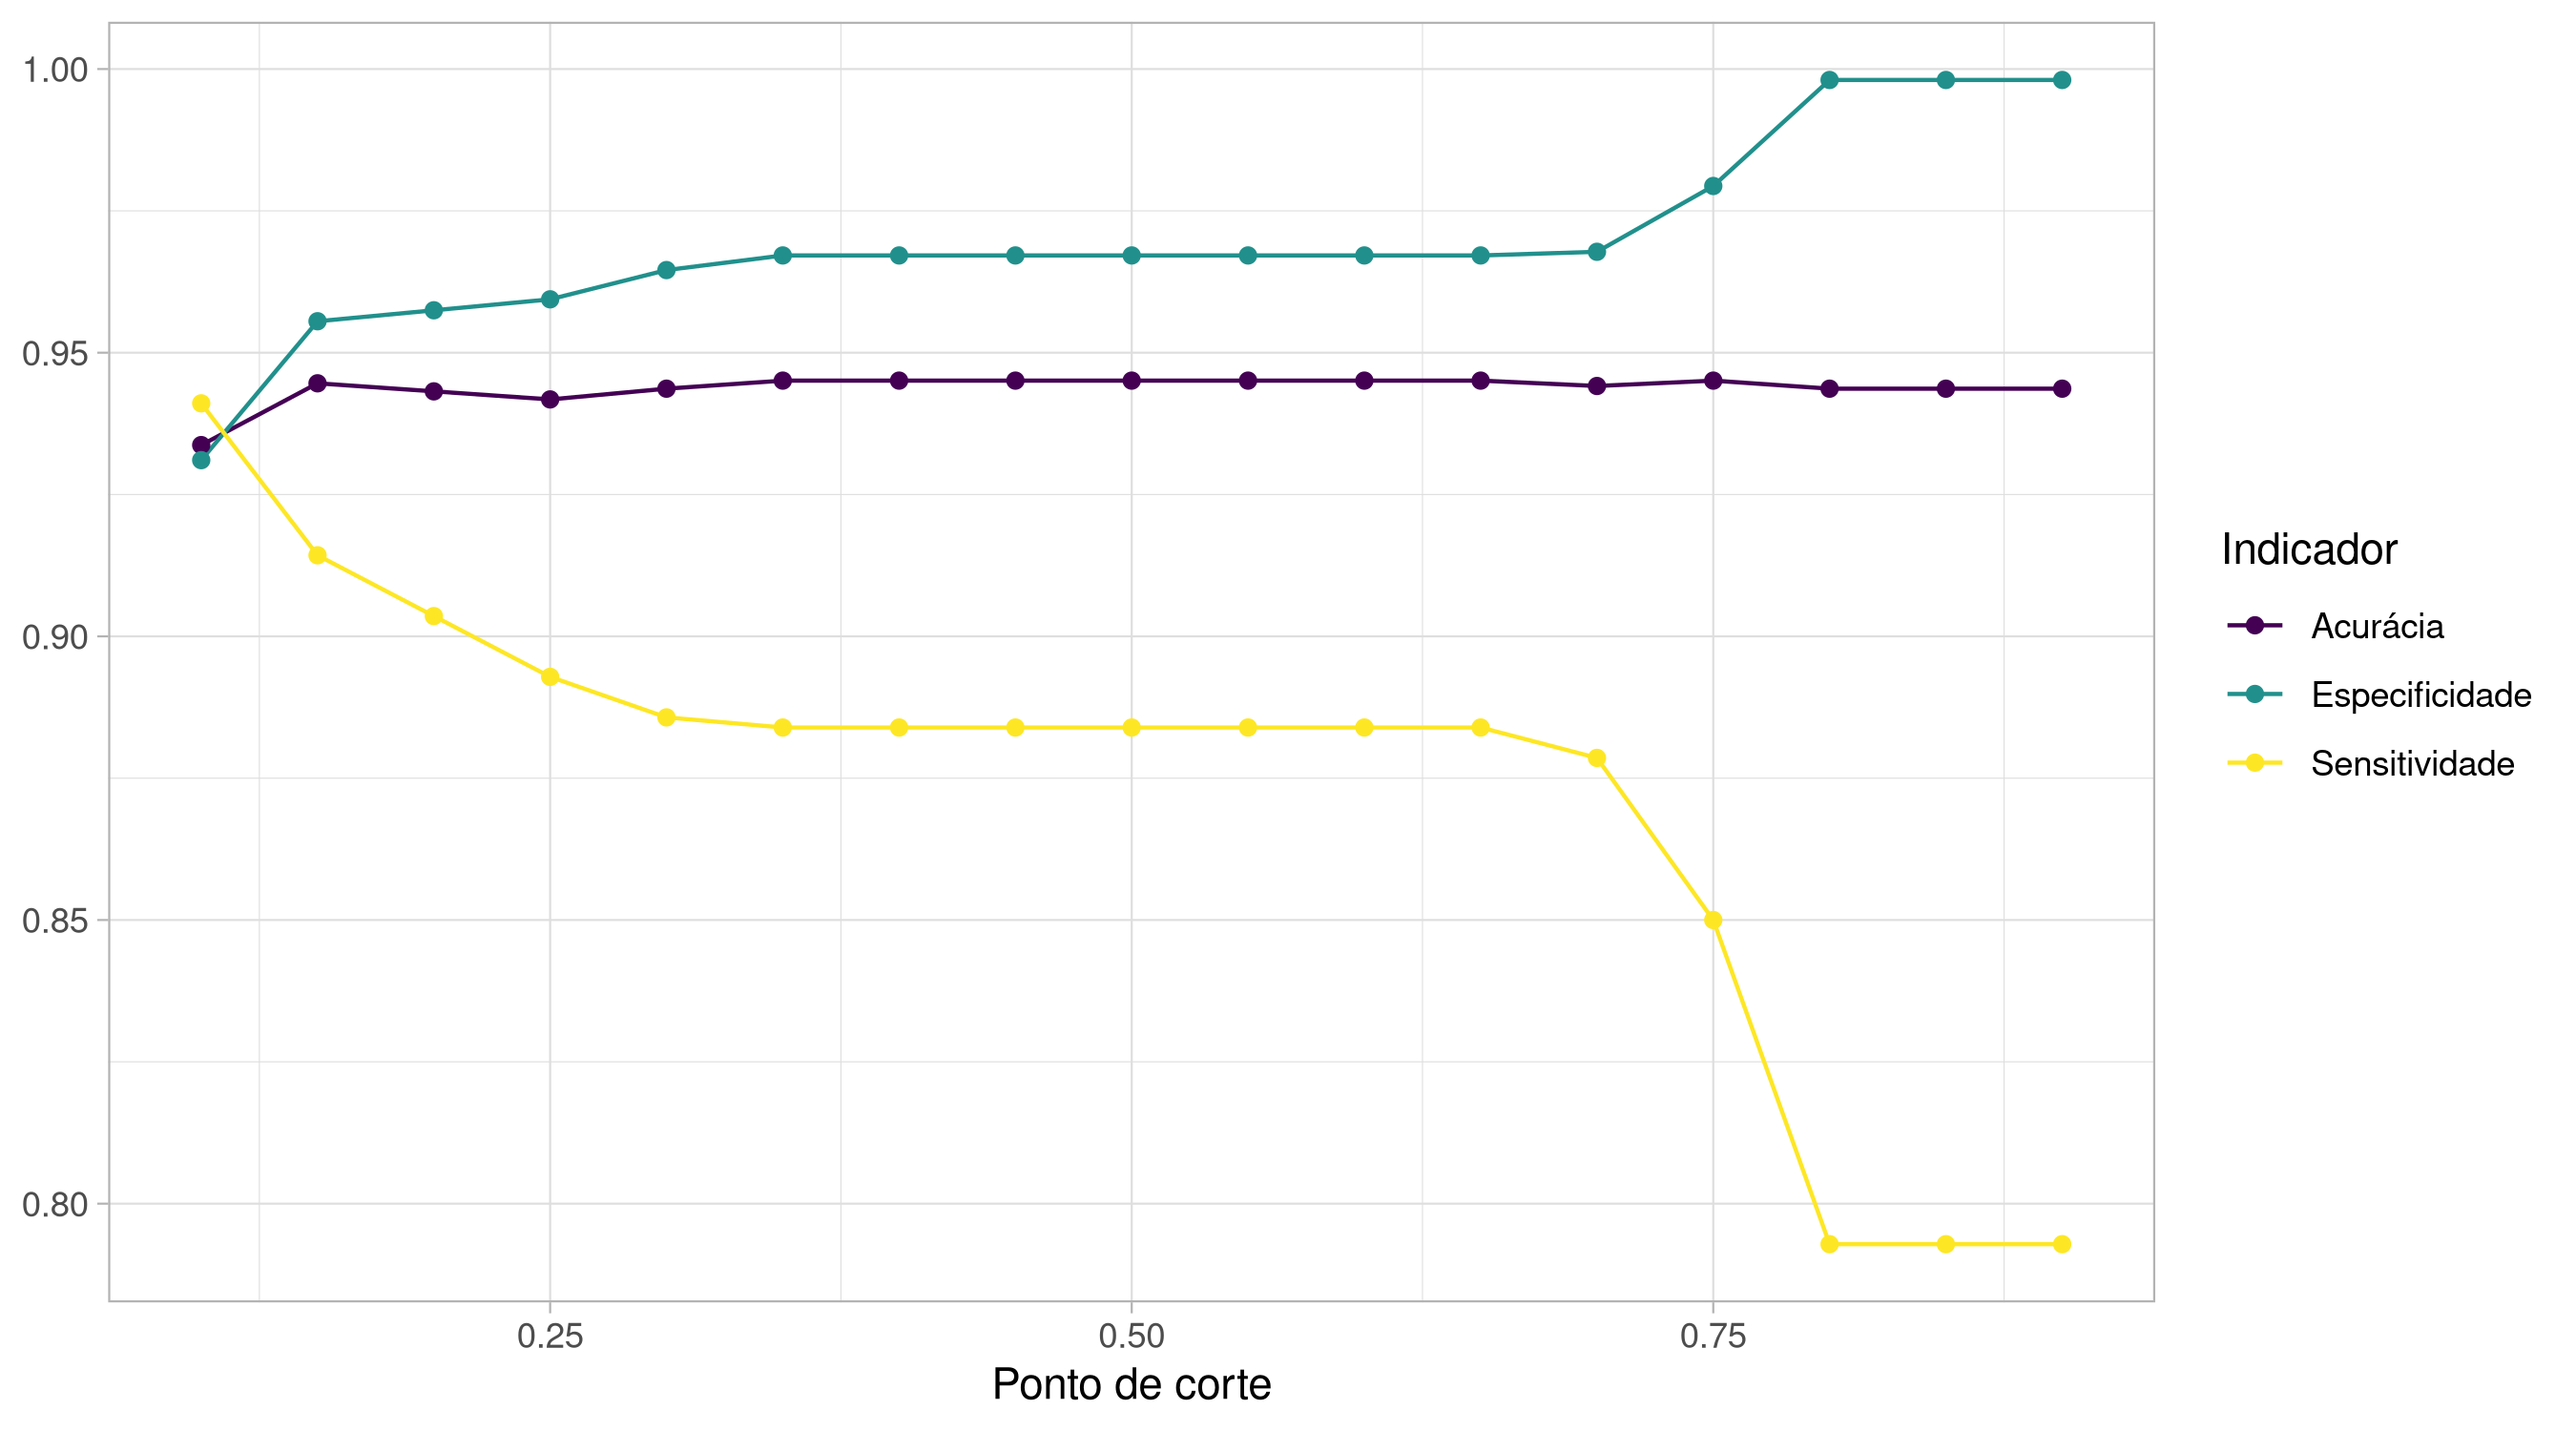 1.00
0.95
0.90
0.85
0.80
0.25
0.50
0.75
Ponto de corte
Indicador
Acurácia
Especificidade
Sensitividade